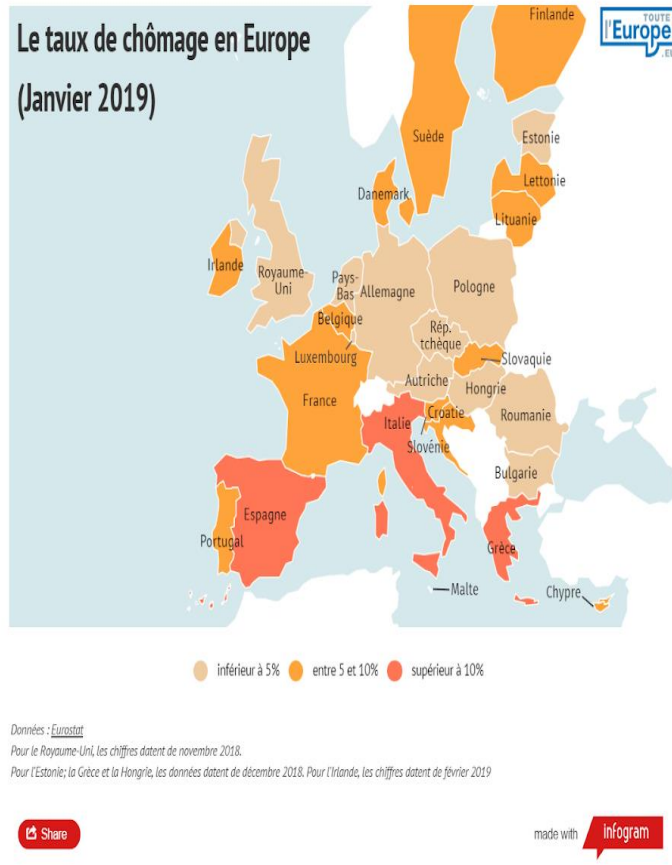 Le taux de chômage en Europe
(Janvier 2019)
TOUTE
l'Europe
.EU
Finlande
Suède
Estonie
Lettonie
Danemark
Lituanie
Irlande
Royaume-
Uni
Pays-
Bas
Allemagne
Pologne
Belgique
Rép.
tchèque
Luxembourg
Slovaquie
Autriche
Hongrie
France
Italie
Croatie
Roumanie
Slovénie
Bulgarie
Espagne
Portugal
Grèce
Malte
Chypre
inférieur à 5%
entre 5 et 10%
supérieur à 10%
Données : Eurostat
Pour le Royaume-Uni, les chiffres datent de novembre 2018.
Pour l'Estonie; la Grèce et la Hongrie, les données datent de décembre 2018. Pour l'Irlande, les chiffres datent de février 2019
Share
made with
infogram